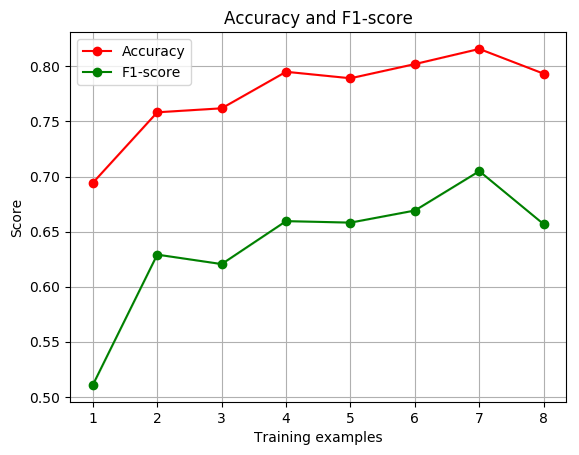 Accuracy and F1-score
Accuracy
F1-score
0.80
0.75
0.70
0.65
0.60
0.55
0.50
Score
1 2 3 4 5 6 7 8
Training examples